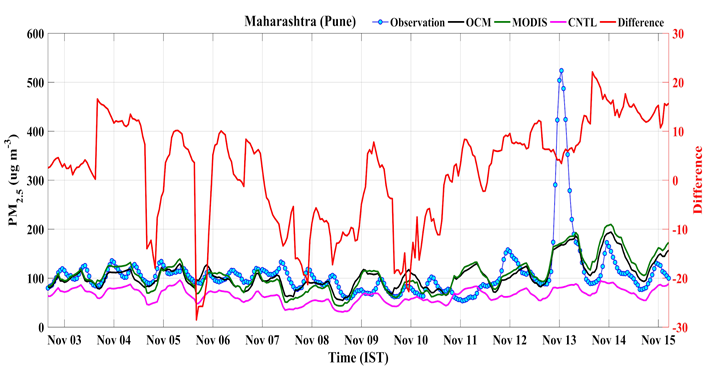 Maharashtra (Pune)
Observation OCM MODIS CNTL Difference
PM2.5 (ug m-3)
600
500
400
300
200
100
0
30
20
10
0
-10
-20
-30
Difference
Nov 03 Nov 04 Nov 05 Nov 06 Nov 07 Nov 08 Nov 09 Nov 10 Nov 11 Nov 12 Nov 13 Nov 14 Nov 15
Time (IST)